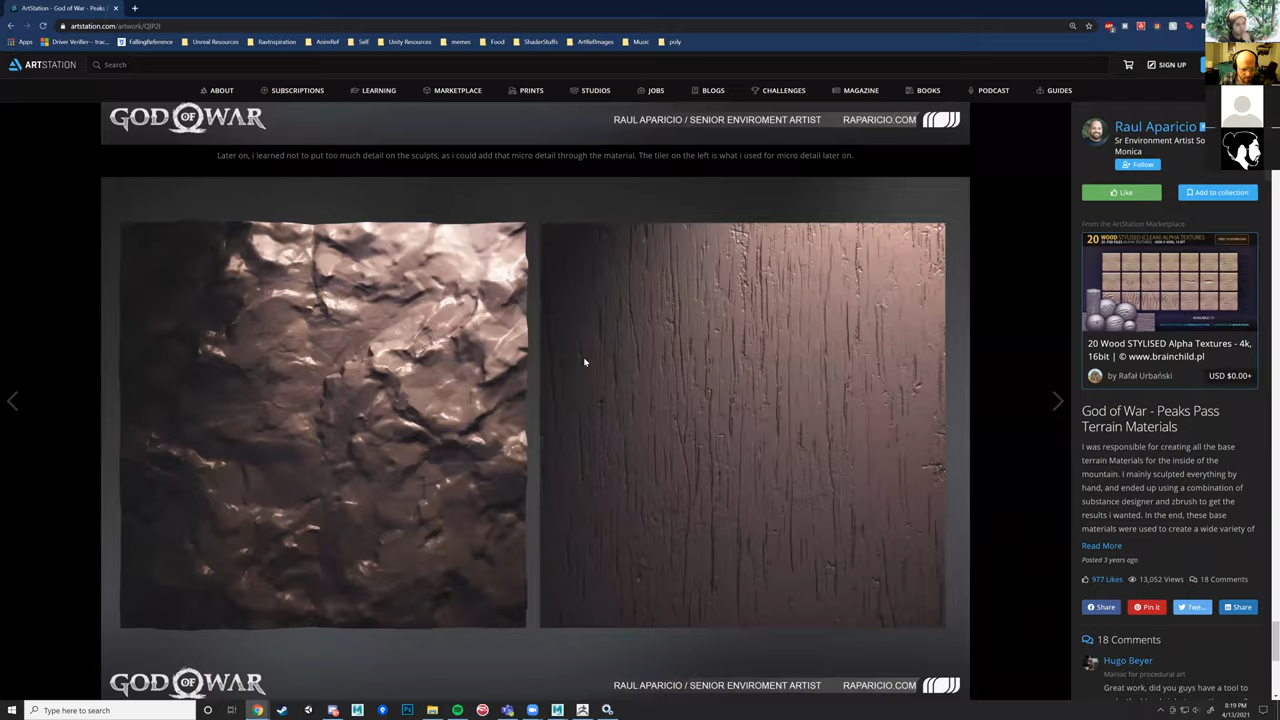 ArtStation - God of War - Peaks
artstation.com/artwork/QlP2l
Apps
Driver Verifier -- trac...
FallingReference
Unreal Resources
RavInspiration
AnimRef
Self
Unity Resources
memes
Food
ShaderStuffs
ArtRefImages
Music
poly
ARTSTATION
Search
SIGN UP
ABOUT
SUBSCRIPTIONS
LEARNING
MARKETPLACE
PRINTS
STUDIOS
JOBS
BLOGS
CHALLENGES
MAGAZINE
BOOKS
PODCAST
GUIDES
GOD OF WAR
RAUL APARICIO / SENIOR ENVIROMENT ARTIST
RAPARICIO.COM
Later on, i learned not to put too much detail on the sculpts, as i could add that micro detail through the material. The tiler on the left is what i used for micro detail later on.
GOD OF WAR
RAUL APARICIO / SENIOR ENVIROMENT ARTIST
RAPARICIO.COM
Raul Aparicio
Sr Environment Artist So
Monica
Follow
Like
Add to collection
From the ArtStation Marketplace
20 WOOD STYLISED (CLEAN) ALPHA TEXTURES
20 Wood STYLISED Alpha Textures - 4k,
16bit | © www.brainchild.pl
by Rafał Urbański
USD $0.00+
God of War - Peaks Pass
Terrain Materials
I was responsible for creating all the base
terrain Materials for the inside of the
mountain. I mainly sculpted everything by
hand, and ended up using a combination of
substance designer and zbrush to get the
results i wanted. In the end, these base
materials were used to create a wide variety of
Read More
Posted 3 years ago
977 Likes
13,052 Views
18 Comments
Share
Pin it
Twe...
Share
18 Comments
Hugo Beyer
Maniac for procedural art
Great work, did you guys have a tool to
Type here to search
8:19 PM
4/13/2021